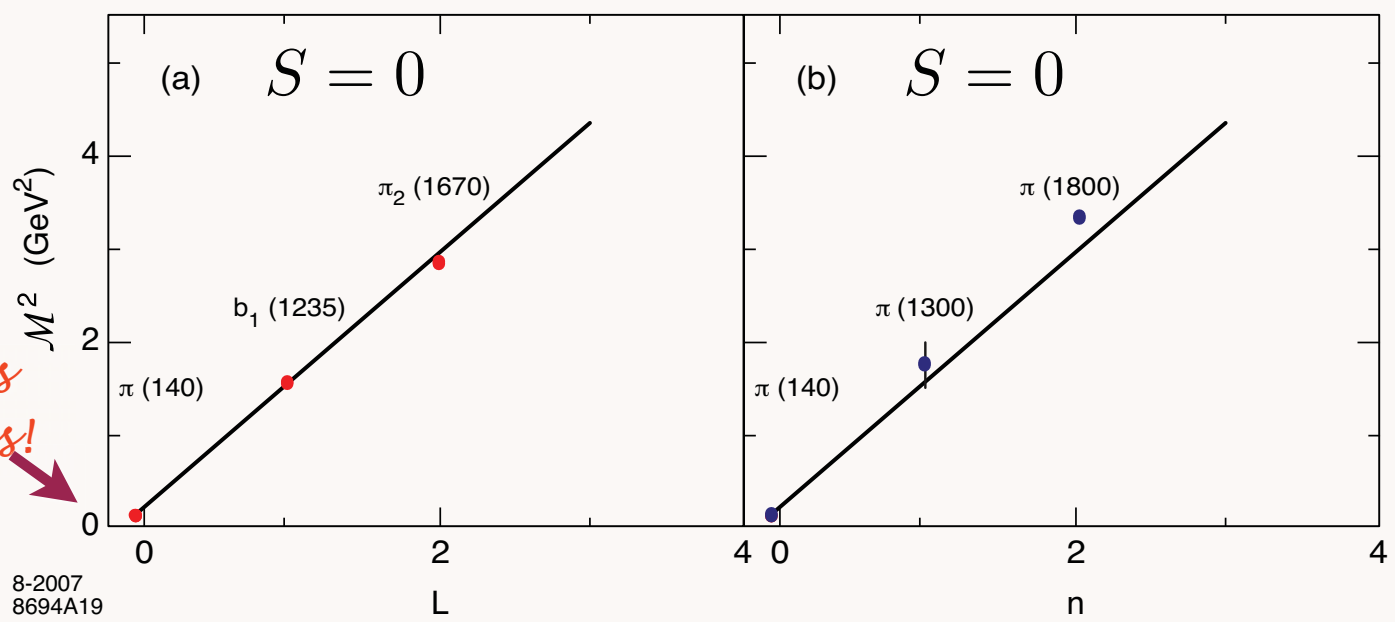 (a) S = 0
(b) S = 0
4
π₂ (1670)
π (1800)
ℳ² (GeV²)
b₁ (1235)
π (1300)
2
π (140)
π (140)
s!
0
0 2 4
0 2 4
L
n
8-2007
8694A19